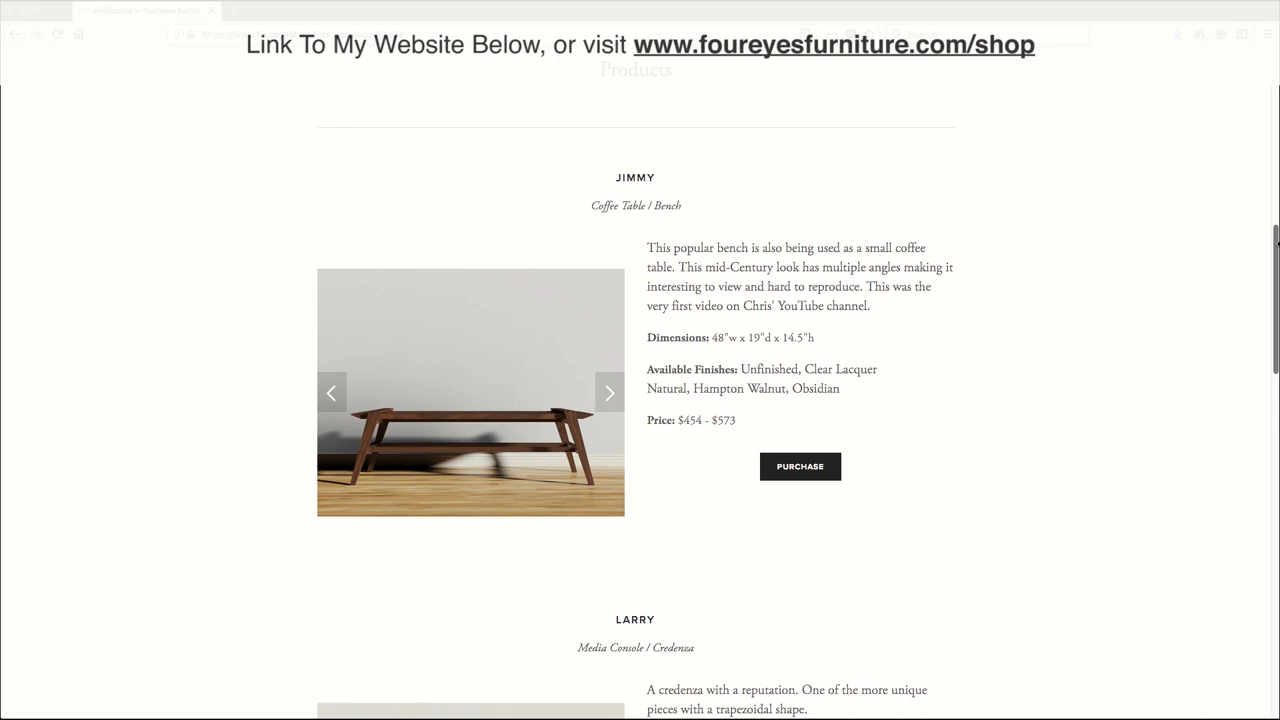 Link To My Website Below, or visit www.foureyesfurniture.com/shop
Products
JIMMY
Coffee Table / Bench
This popular bench is also being used as a small coffee
table. This mid-Century look has multiple angles making it
interesting to view and hard to reproduce. This was the
very first video on Chris' YouTube channel.
Dimensions: 48"w x 19"d x 14.5"h
Available Finishes: Unfinished, Clear Lacquer
Natural, Hampton Walnut, Obsidian
Price: $454 - $573
PURCHASE
LARRY
Media Console / Credenza
A credenza with a reputation. One of the more unique
pieces with a trapezoidal shape.